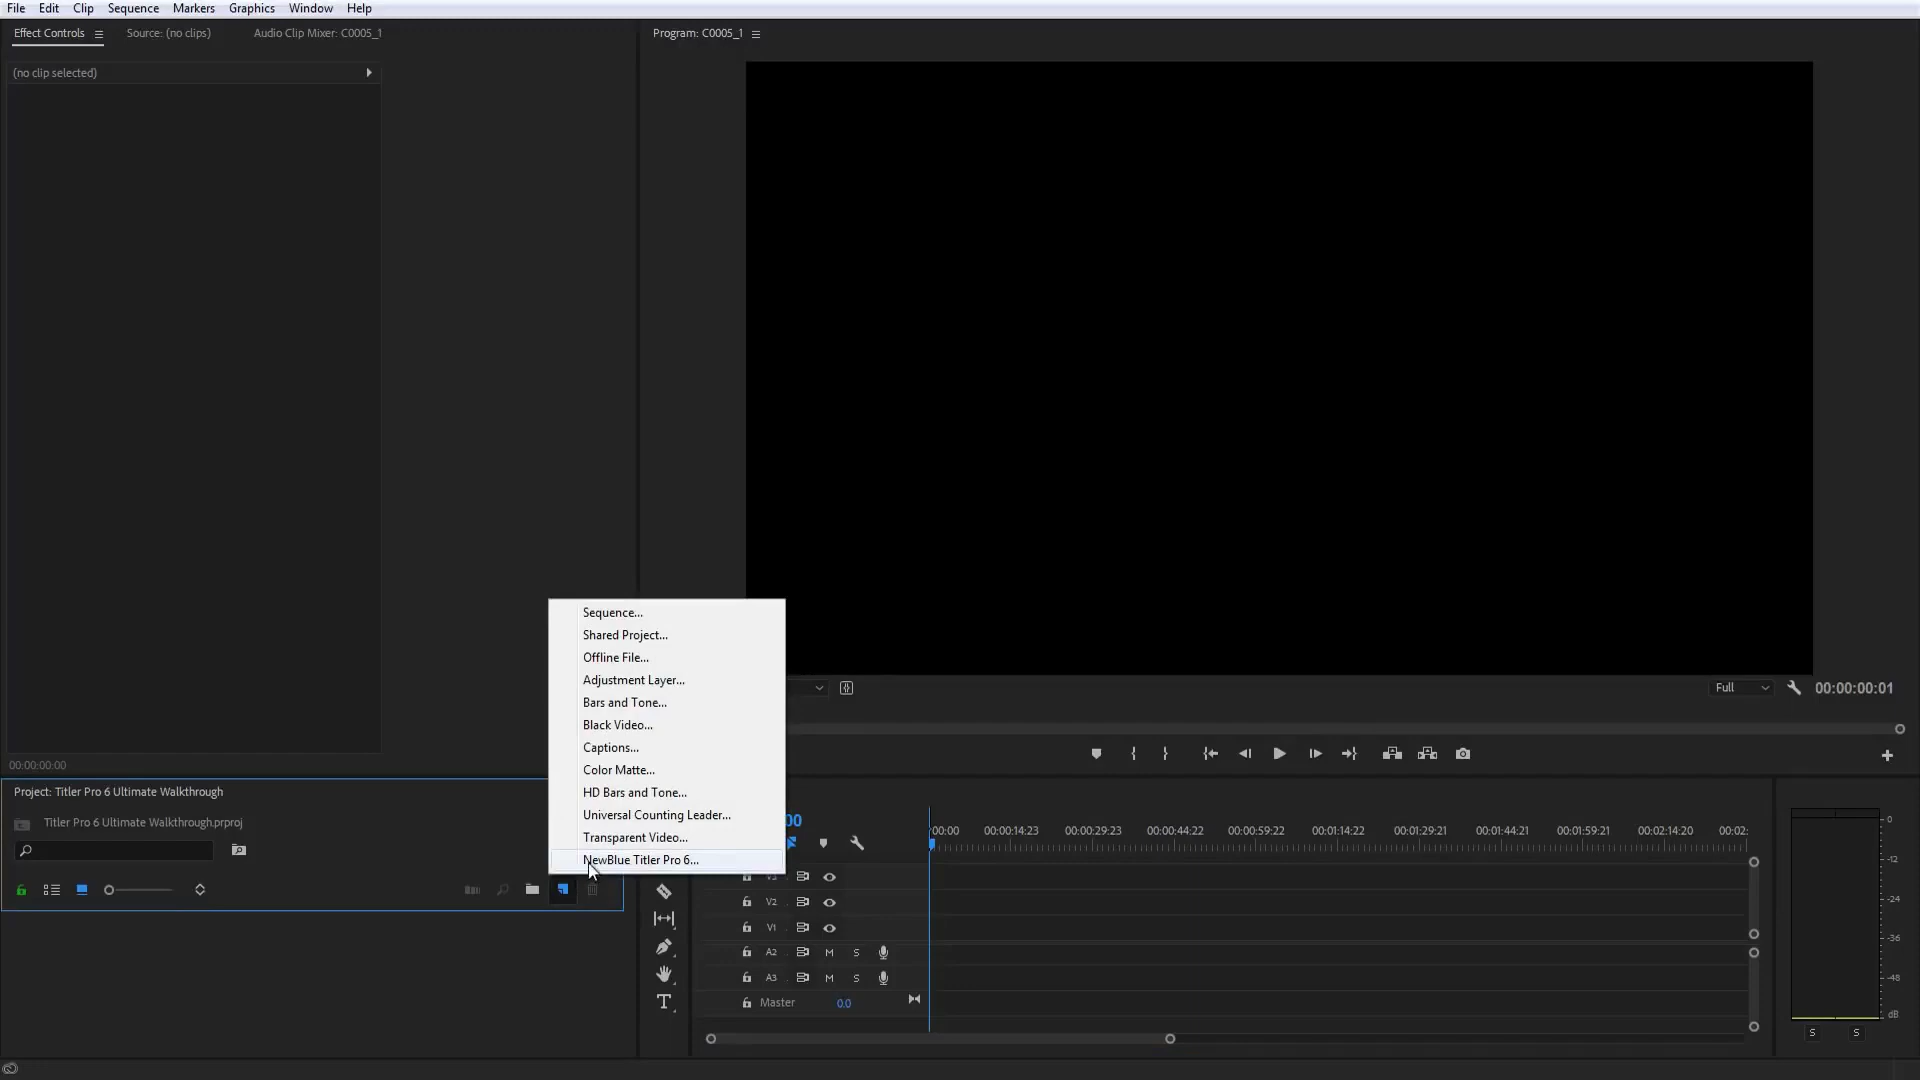 File Edit Clip Sequence Markers Graphics Window Help
Effect Controls Source: (no clips) Audio Clip Mixer: C0005_1 Program: C0005_1
(no clip selected)
Sequence...
Shared Project...
Offline File...
Adjustment Layer...
Bars and Tone...
Black Video...
Captions...
Color Matte...
HD Bars and Tone...
Universal Counting Leader...
Transparent Video...
NewBlue Titler Pro 6...
Full 00:00:00:01
00:00:00:00
Project: Titler Pro 6 Ultimate Walkthrough
Titler Pro 6 Ultimate Walkthrough.prproj
00
:00:00 00:00:14:23 00:00:29:23 00:00:44:22 00:00:59:22 00:01:14:22 00:01:29:21 00:01:44:21 00:01:59:21 00:02:14:20 00:02:
V2
V1
A2 M S
A3 M S
Master 0.0
0
-12
-24
-36
-48
dB
S S